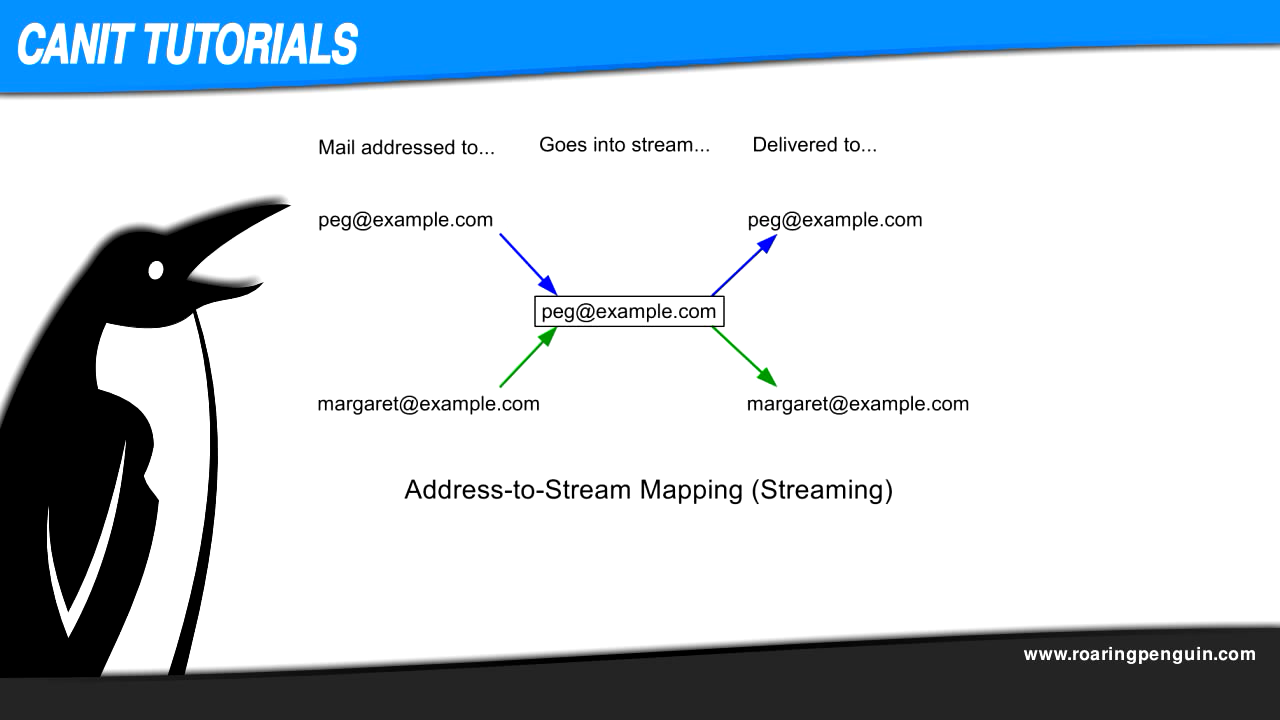 CANIT TUTORIALS
Mail addressed to... Goes into stream... Delivered to...
peg@example.com peg@example.com
peg@example.com
margaret@example.com margaret@example.com
Address-to-Stream Mapping (Streaming)
www.roaringpenguin.com